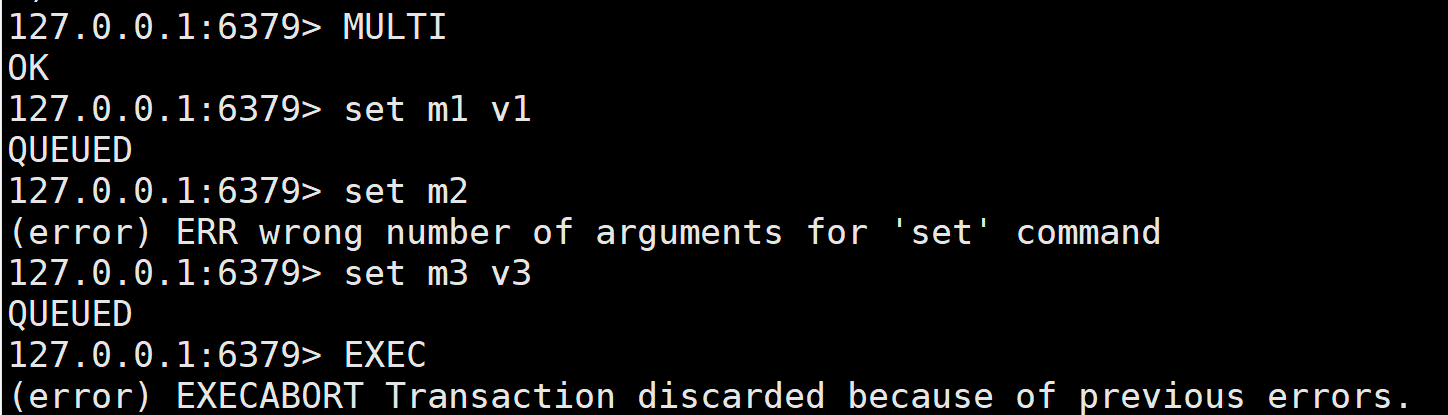 127.0.0.1:6379> MULTI
OK
127.0.0.1:6379> set m1 v1
QUEUED
127.0.0.1:6379> set m2
(error) ERR wrong number of arguments for 'set' command
127.0.0.1:6379> set m3 v3
QUEUED
127.0.0.1:6379> EXEC
(error) EXECABORT Transaction discarded because of previous errors.